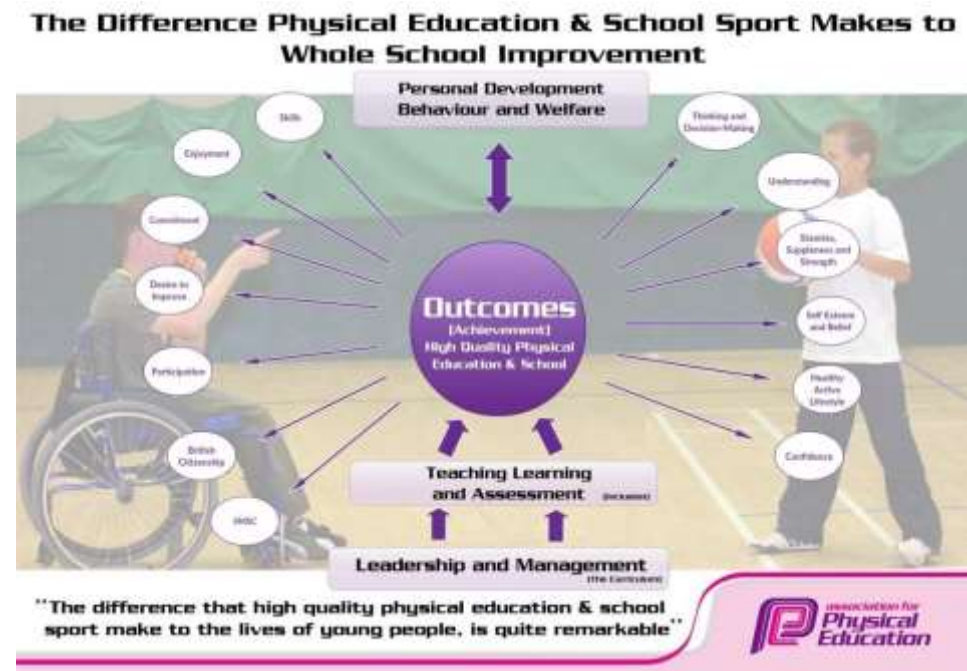 The Difference Physical Education & School Sport Makes to
Whole School Improvement
Personal Development
Behaviour and Welfare
Skills
Enjoyment
Commitment
Desire to
Improve
Participation
British
Citizenship
SMSC
Thinking and
Decision-Making
Understanding
Stamina,
Suppleness and
Strength
Self Esteem
and Belief
Healthy
Active
Lifestyle
Confidence
Outcomes
(Achievement)
High Quality Physical
Education & School
Teaching Learning
and Assessment (Inclusion)
Leadership and Management
(The Curriculum)
"The difference that high quality physical education & school
sport make to the lives of young people, is quite remarkable"
association for
Physical
Education